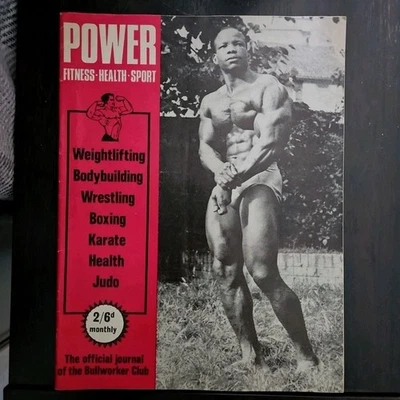 POWER
FITNESS·HEALTH·SPORT
Weightlifting
Bodybuilding
Wrestling
Boxing
Karate
Health
Judo
2/6d
monthly
The official journal
of the Bullworker Club